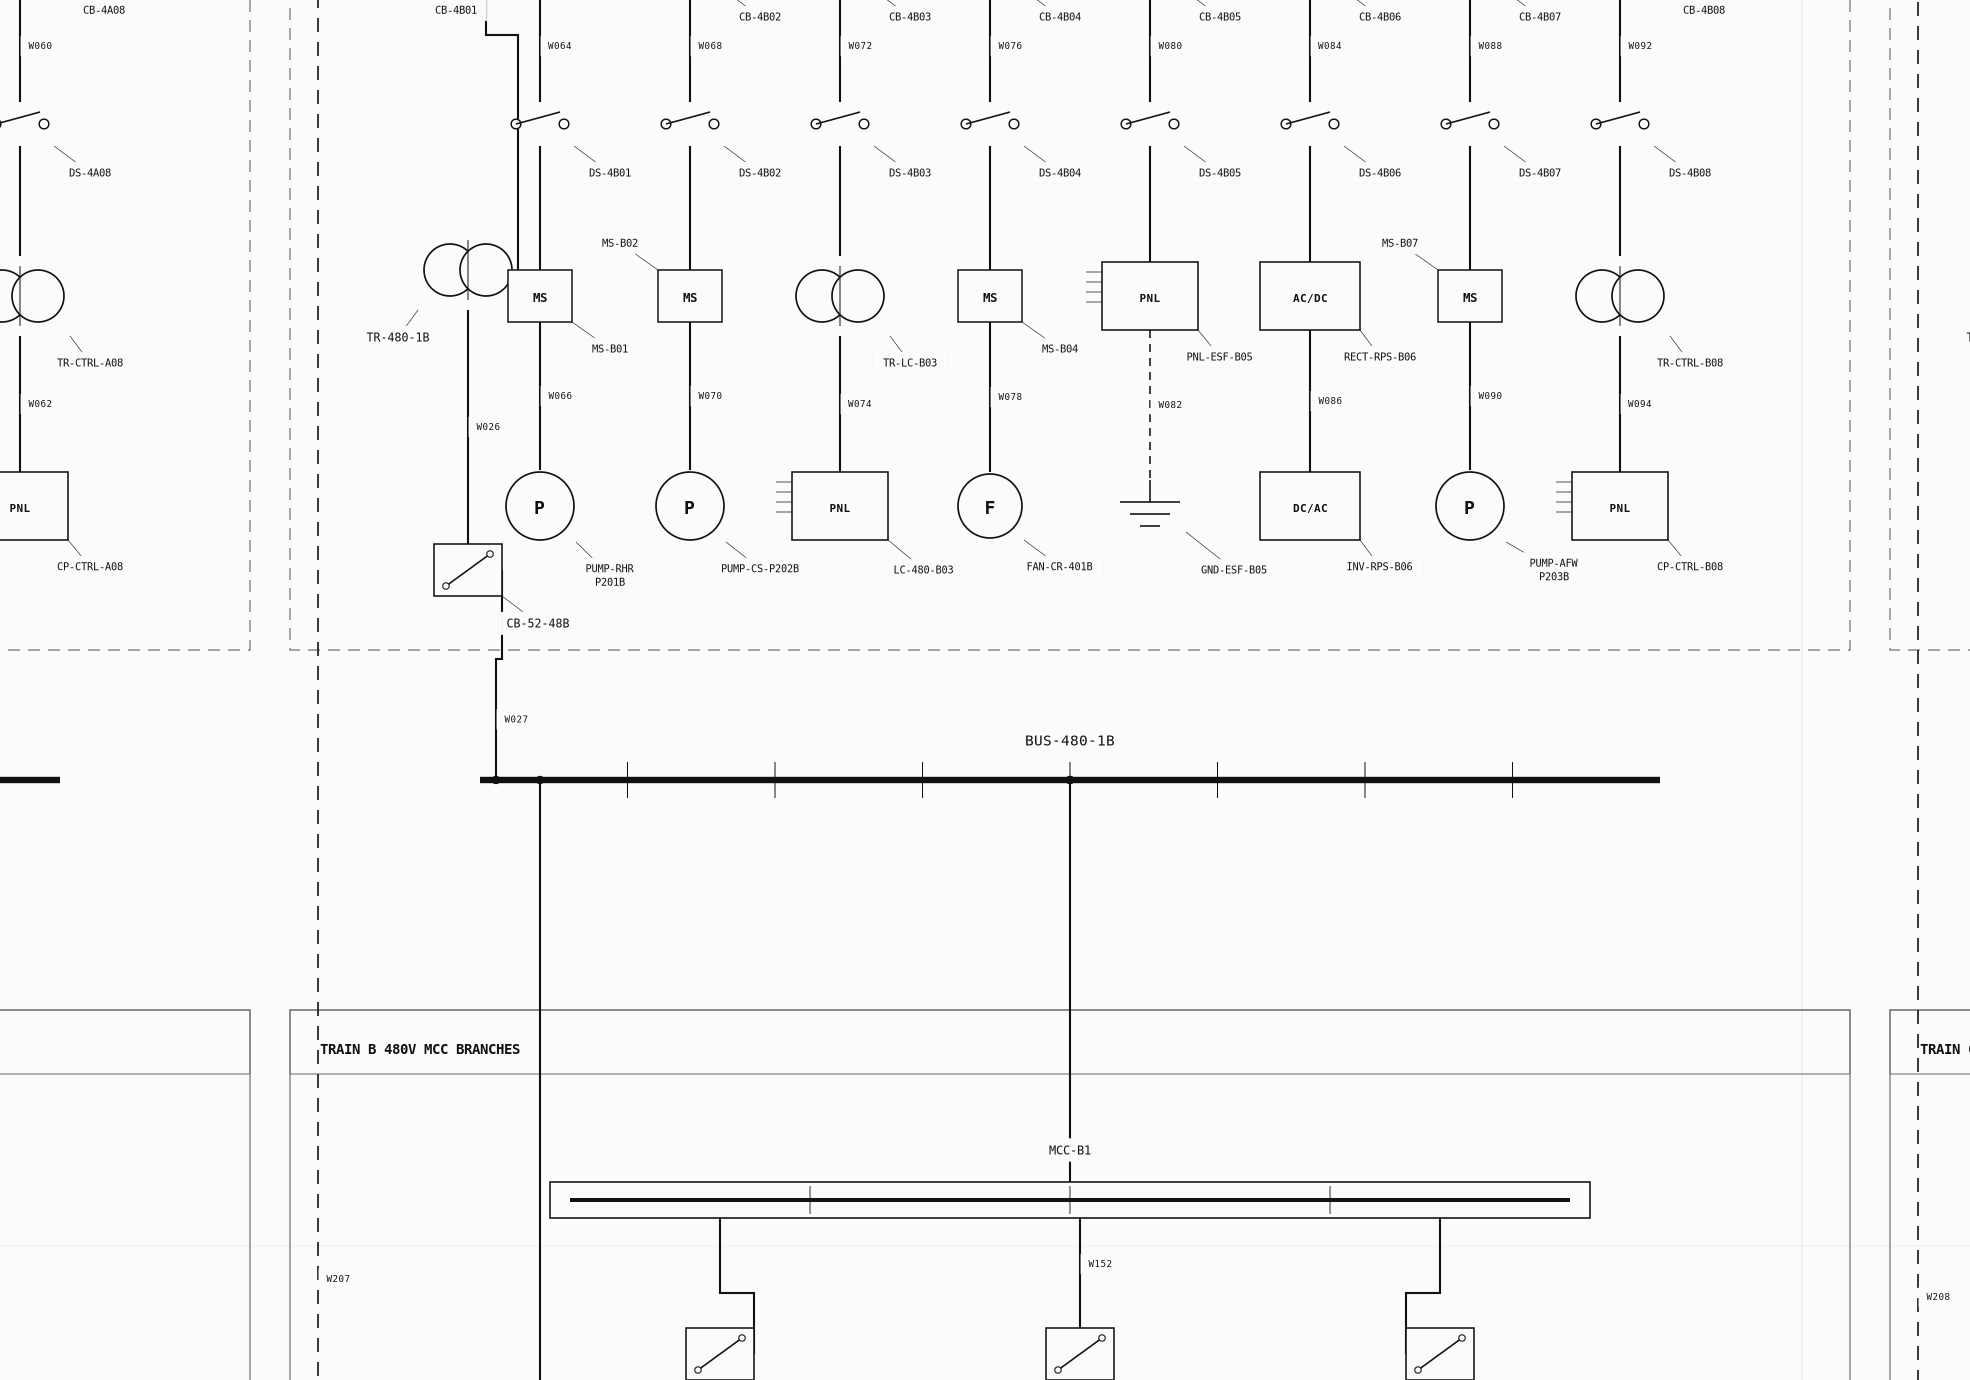 CB-4A08
CB-4B01
CB-4B02
CB-4B03
CB-4B04
CB-4B05
CB-4B06
CB-4B07
CB-4B08
W060
W064
W068
W072
W076
W080
W084
W088
W092
DS-4A08
DS-4B01
DS-4B02
DS-4B03
DS-4B04
DS-4B05
DS-4B06
DS-4B07
DS-4B08
MS-B02
MS-B07
MS
MS
MS
PNL
AC/DC
MS
TR-480-1B
MS-B01
MS-B04
PNL-ESF-B05
RECT-RPS-B06
TR-CTRL-A08
TR-LC-B03
TR-CTRL-B08
W062
W066
W070
W074
W078
W082
W086
W090
W094
W026
PNL
P
P
PNL
F
DC/AC
P
PNL
CP-CTRL-A08
PUMP-RHR
P201B
PUMP-CS-P202B
LC-480-B03
FAN-CR-401B
GND-ESF-B05
INV-RPS-B06
PUMP-AFW
P203B
CP-CTRL-B08
CB-52-48B
W027
BUS-480-1B
TRAIN B 480V MCC BRANCHES
TRAIN
MCC-B1
W152
W207
W208